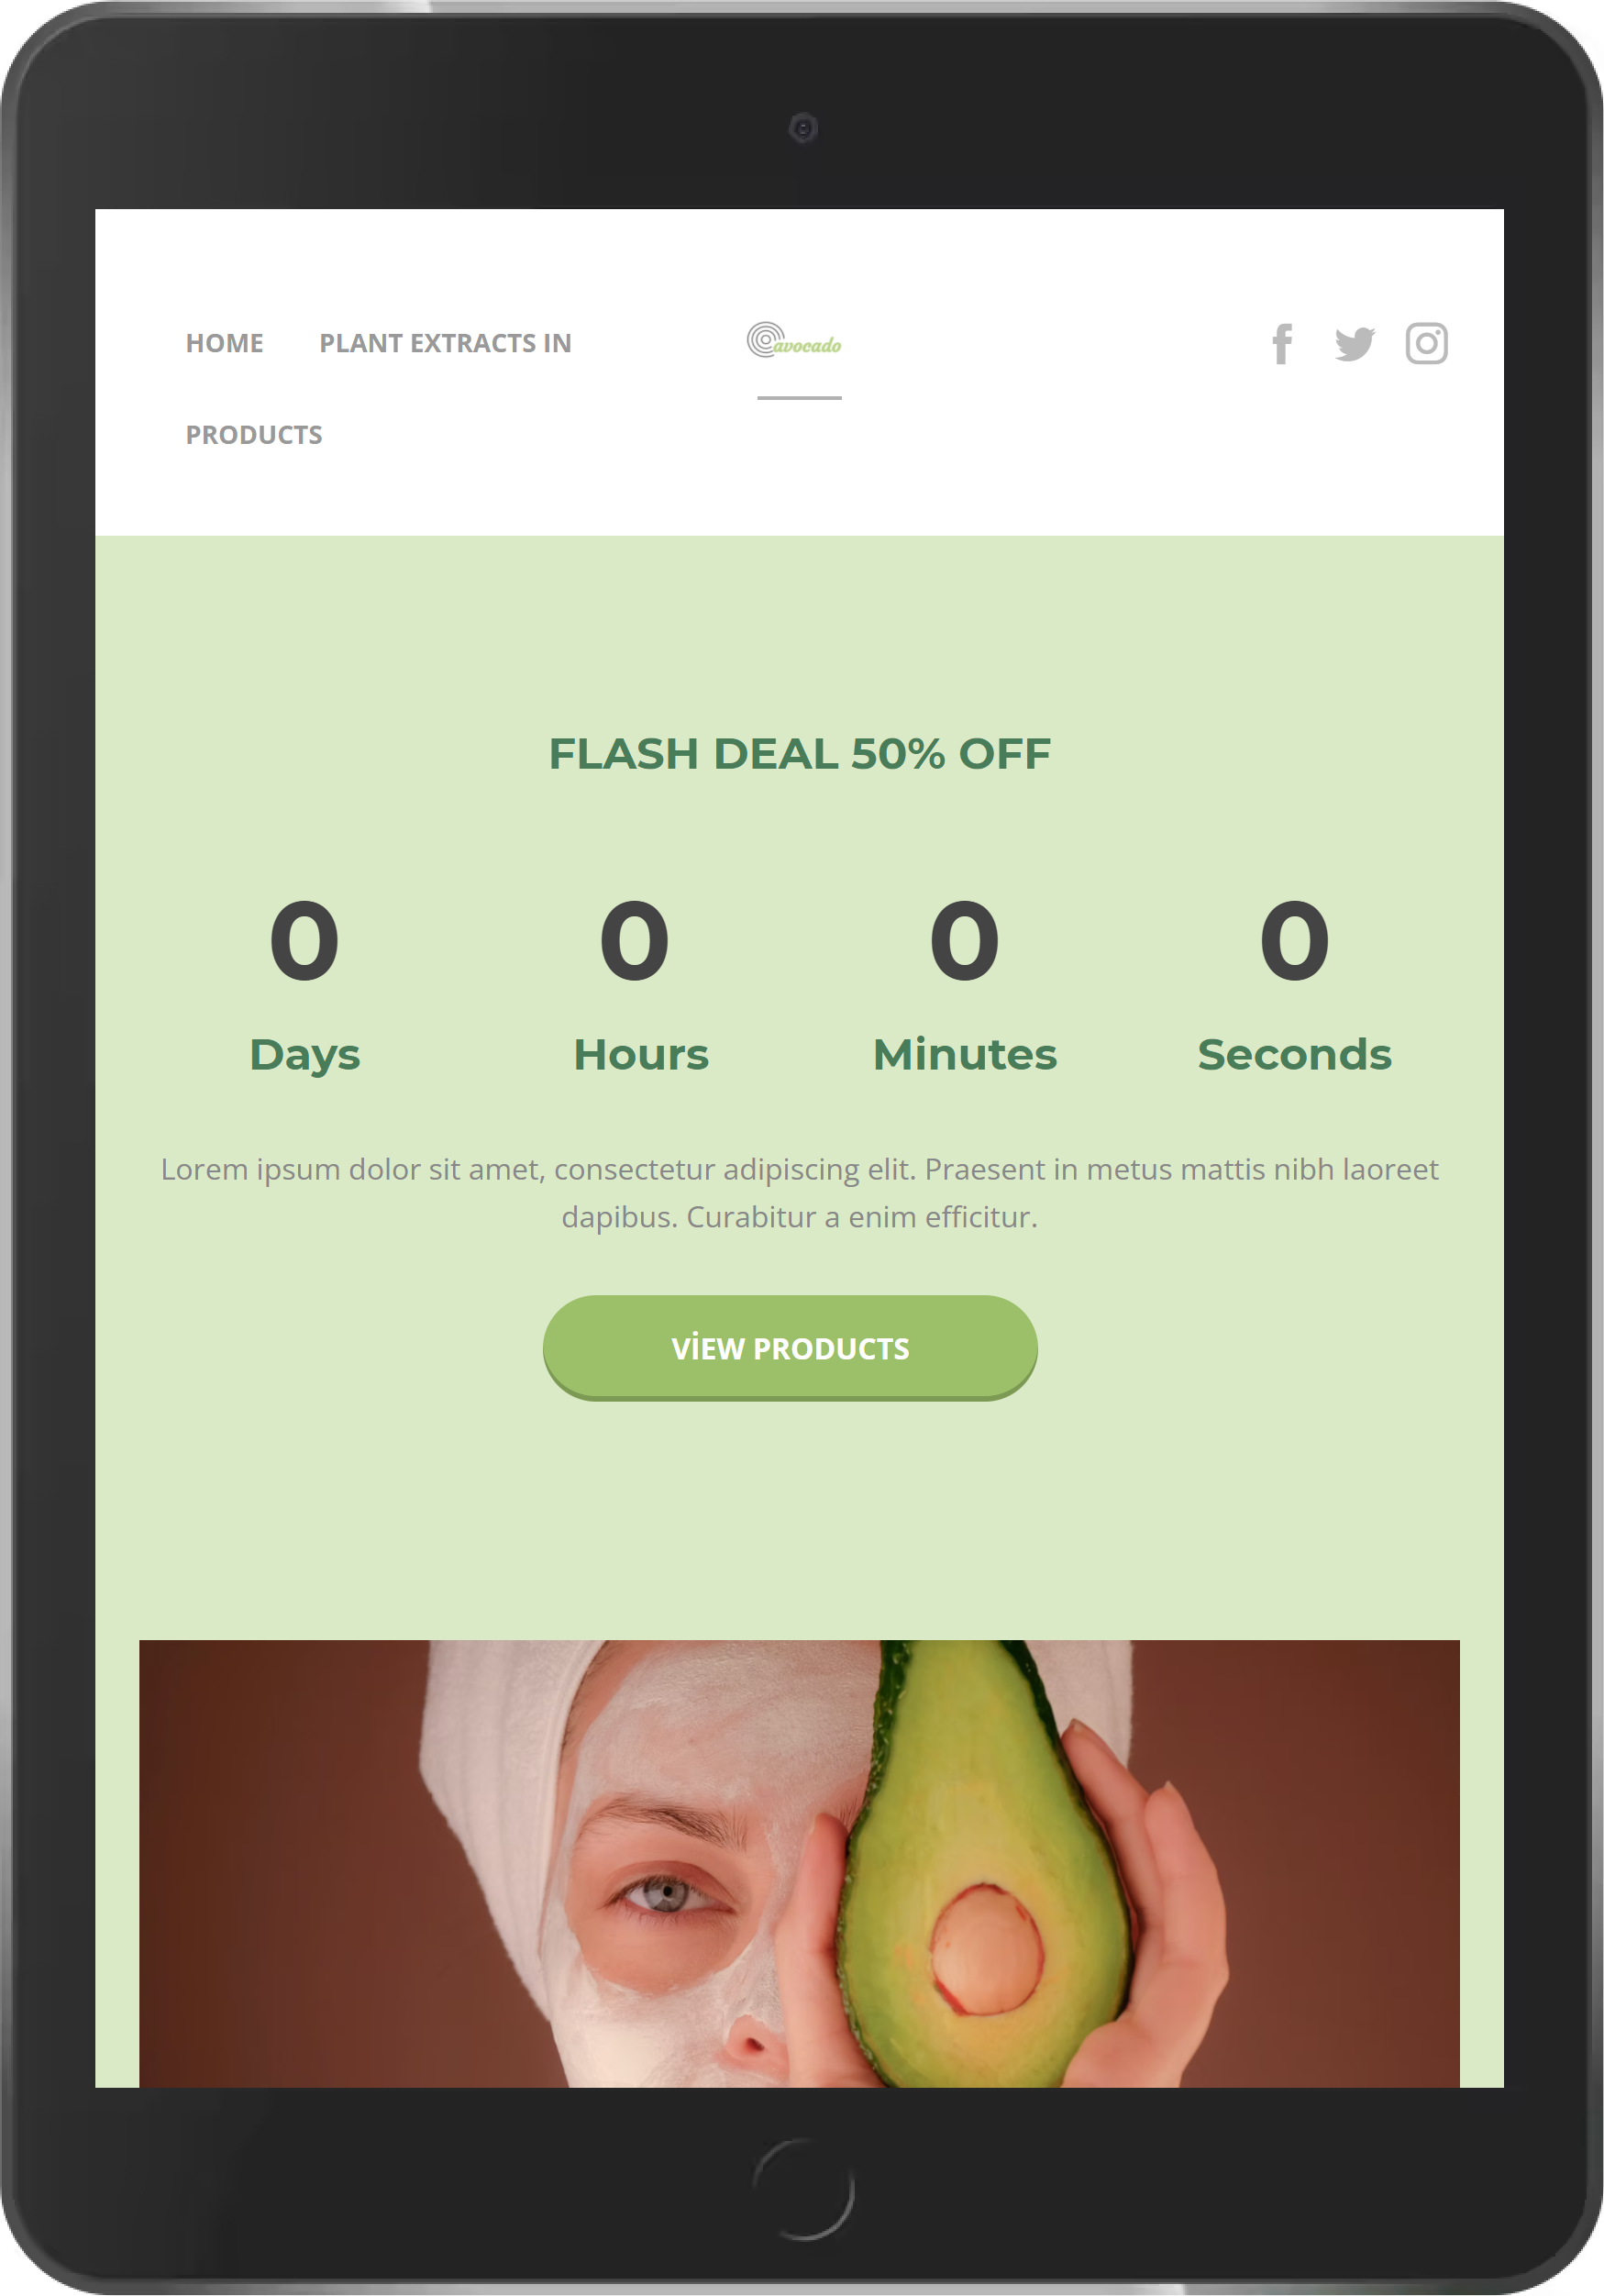 HOME PLANT EXTRACTS IN
PRODUCTS
avocado
FLASH DEAL 50% OFF
0 0 0 0
Days Hours Minutes Seconds
Lorem ipsum dolor sit amet, consectetur adipiscing elit. Praesent in metus mattis nibh laoreet
dapibus. Curabitur a enim efficitur.
VİEW PRODUCTS